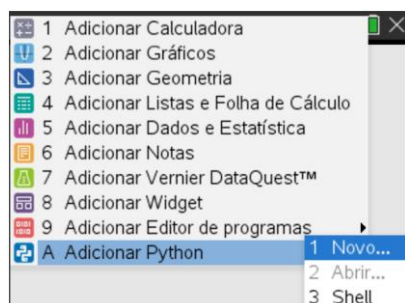 1 Adicionar Calculadora
2 Adicionar Gráficos
3 Adicionar Geometria
4 Adicionar Listas e Folha de Cálculo
5 Adicionar Dados e Estatística
6 Adicionar Notas
7 Adicionar Vernier DataQuest™
8 Adicionar Widget
9 Adicionar Editor de programas
A Adicionar Python
1 Novo...
2 Abrir...
3 Shell